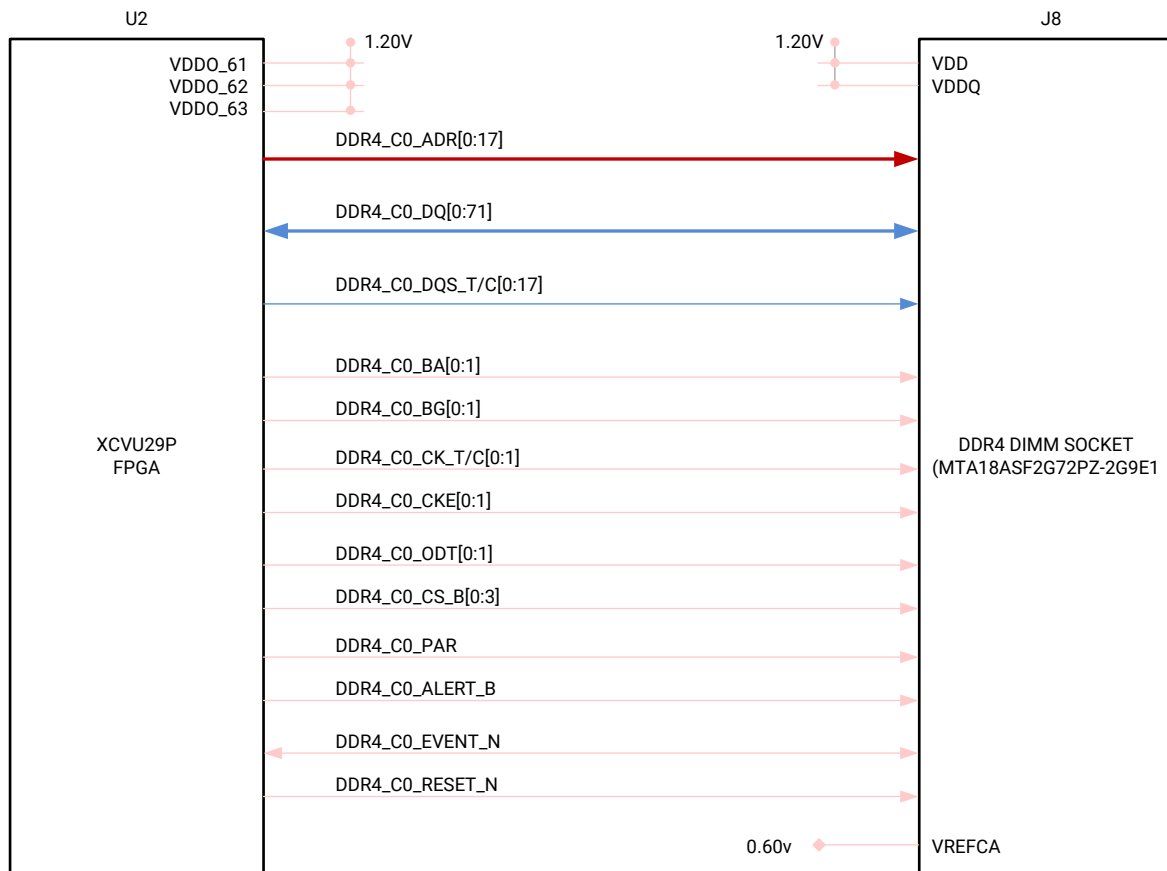 U2
J8
1.20V
1.20V
VDDO_61
VDDO_62
VDDO_63
VDD
VDDQ
DDR4_C0_ADR[0:17]
DDR4_C0_DQ[0:71]
DDR4_C0_DQS_T/C[0:17]
DDR4_C0_BA[0:1]
DDR4_C0_BG[0:1]
XCVU29P
FPGA
DDR4 DIMM SOCKET
(MTA18ASF2G72PZ-2G9E1
DDR4_C0_CK_T/C[0:1]
DDR4_C0_CKE[0:1]
DDR4_C0_ODT[0:1]
DDR4_C0_CS_B[0:3]
DDR4_C0_PAR
DDR4_C0_ALERT_B
DDR4_C0_EVENT_N
DDR4_C0_RESET_N
0.60v
VREFCA